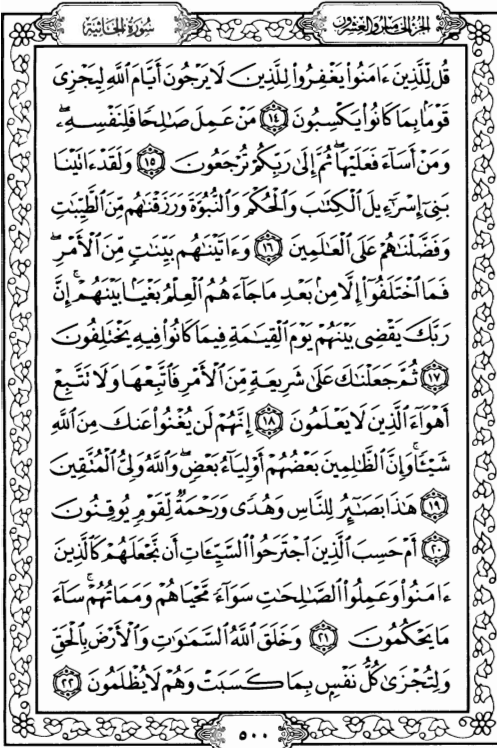 الجزء الخامس والعشرون
سورة الجاثية
قُل لِّلَّذِينَ ءَامَنُوا۟ يَغْفِرُوا۟ لِلَّذِينَ لَا يَرْجُونَ أَيَّامَ ٱللَّهِ لِيَجْزِىَ
قَوْمًۢا بِمَا كَانُوا۟ يَكْسِبُونَ ١٤ مَنْ عَمِلَ صَـٰلِحًا فَلِنَفْسِهِۦ ۖ
وَمَنْ أَسَآءَ فَعَلَيْهَا ۖ ثُمَّ إِلَىٰ رَبِّكُمْ تُرْجَعُونَ ١٥ وَلَقَدْ ءَاتَيْنَا
بَنِىٓ إِسْرَٰٓءِيلَ ٱلْكِتَـٰبَ وَٱلْحُكْمَ وَٱلنُّبُوَّةَ وَرَزَقْنَـٰهُم مِّنَ ٱلطَّيِّبَـٰتِ
وَفَضَّلْنَـٰهُمْ عَلَى ٱلْعَـٰلَمِينَ ١٦ وَءَاتَيْنَـٰهُم بَيِّنَـٰتٍ مِّنَ ٱلْأَمْرِ ۖ
فَمَا ٱخْتَلَفُوٓا۟ إِلَّا مِنۢ بَعْدِ مَا جَآءَهُمُ ٱلْعِلْمُ بَغْيًۢا بَيْنَهُمْ ۚ إِنَّ
رَبَّكَ يَقْضِى بَيْنَهُمْ يَوْمَ ٱلْقِيَـٰمَةِ فِيمَا كَانُوا۟ فِيهِ يَخْتَلِفُونَ
١٧ ثُمَّ جَعَلْنَـٰكَ عَلَىٰ شَرِيعَةٍ مِّنَ ٱلْأَمْرِ فَٱتَّبِعْهَا وَلَا تَتَّبِعْ
أَهْوَآءَ ٱلَّذِينَ لَا يَعْلَمُونَ ١٨ إِنَّهُمْ لَن يُغْنُوا۟ عَنكَ مِنَ ٱللَّهِ
شَيْـًٔا ۚ وَإِنَّ ٱلظَّـٰلِمِينَ بَعْضُهُمْ أَوْلِيَآءُ بَعْضٍ ۖ وَٱللَّهُ وَلِىُّ ٱلْمُتَّقِينَ
١٩ هَـٰذَا بَصَـٰٓئِرُ لِلنَّاسِ وَهُدًى وَرَحْمَةٌ لِّقَوْمٍ يُوقِنُونَ
٢٠ أَمْ حَسِبَ ٱلَّذِينَ ٱجْتَرَحُوا۟ ٱلسَّيِّـَٔاتِ أَن نَّجْعَلَهُمْ كَٱلَّذِينَ
ءَامَنُوا۟ وَعَمِلُوا۟ ٱلصَّـٰلِحَـٰتِ سَوَآءً مَّحْيَاهُمْ وَمَمَاتُهُمْ ۚ سَآءَ
مَا يَحْكُمُونَ ٢١ وَخَلَقَ ٱللَّهُ ٱلسَّمَـٰوَٰتِ وَٱلْأَرْضَ بِٱلْحَقِّ
وَلِتُجْزَىٰ كُلُّ نَفْسٍۭ بِمَا كَسَبَتْ وَهُمْ لَا يُظْلَمُونَ ٢٢
٥٠٠